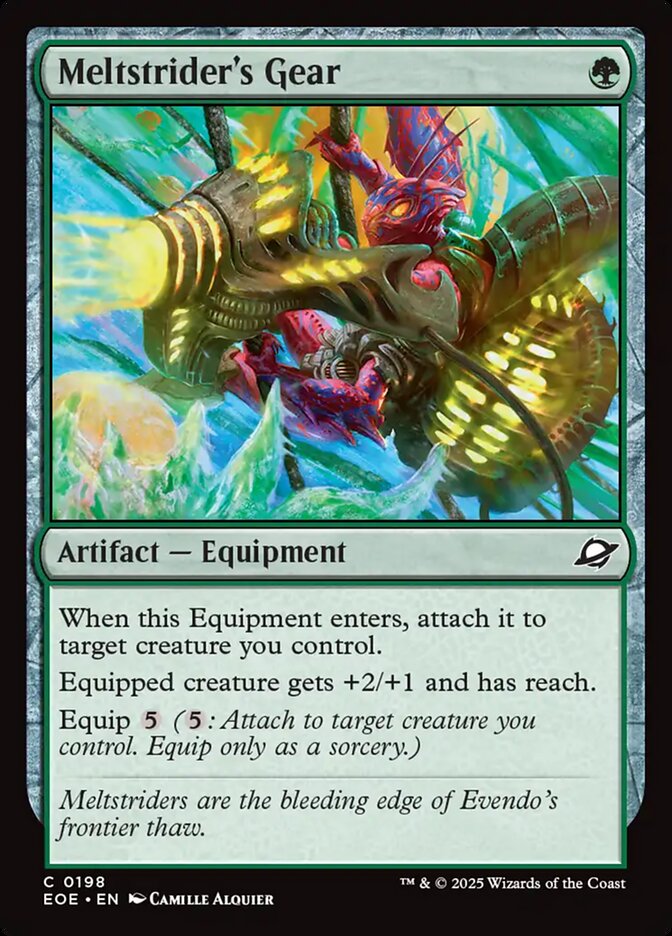 Meltstrider's Gear
Artifact — Equipment
When this Equipment enters, attach it to
target creature you control.
Equipped creature gets +2/+1 and has reach.
Equip 5 (5: Attach to target creature you
control. Equip only as a sorcery.)
Meltstriders are the bleeding edge of Evendo's
frontier thaw.
C 0198
EOE • EN CAMILLE ALQUIER
™ & © 2025 Wizards of the Coast